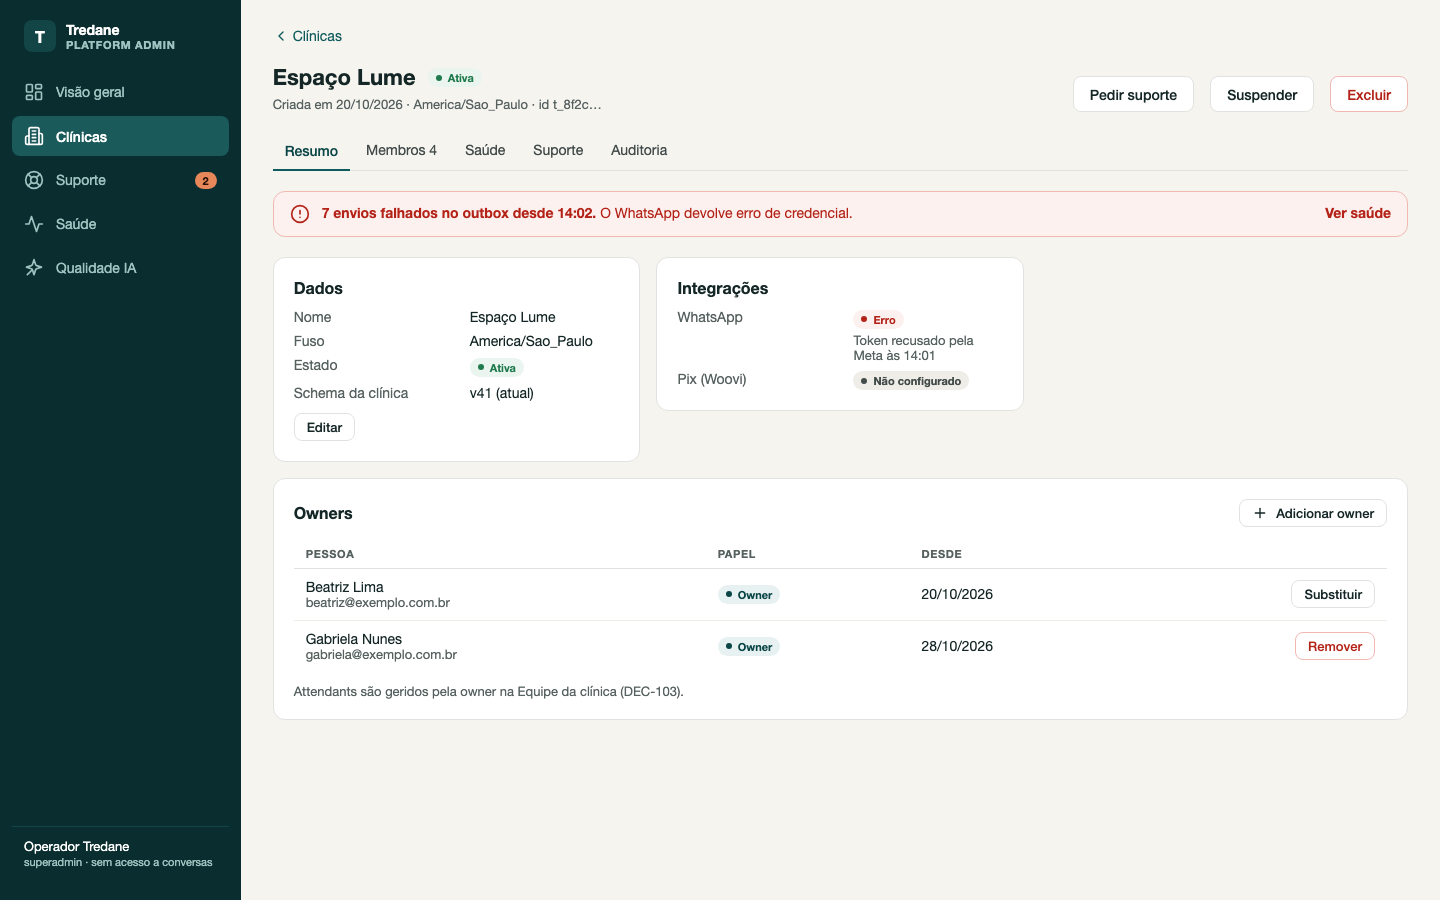 T
Tredane
PLATFORM ADMIN
Visão geral
Clínicas
Suporte
2
Saúde
Qualidade IA
Operador Tredane
superadmin · sem acesso a conversas
Clínicas
Espaço Lume
Ativa
Criada em 20/10/2026 · America/Sao_Paulo · id t_8f2c…
Pedir suporte
Suspender
Excluir
Resumo
Membros 4
Saúde
Suporte
Auditoria
7 envios falhados no outbox desde 14:02. O WhatsApp devolve erro de credencial.
Ver saúde
Dados
Nome
Espaço Lume
Fuso
America/Sao_Paulo
Estado
Ativa
Schema da clínica
v41 (atual)
Editar
Integrações
WhatsApp
Erro
Token recusado pela
Meta às 14:01
Pix (Woovi)
Não configurado
Owners
Adicionar owner
PESSOA
PAPEL
DESDE
Beatriz Lima
beatriz@exemplo.com.br
Owner
20/10/2026
Substituir
Gabriela Nunes
gabriela@exemplo.com.br
Owner
28/10/2026
Remover
Attendants são geridos pela owner na Equipe da clínica (DEC-103).